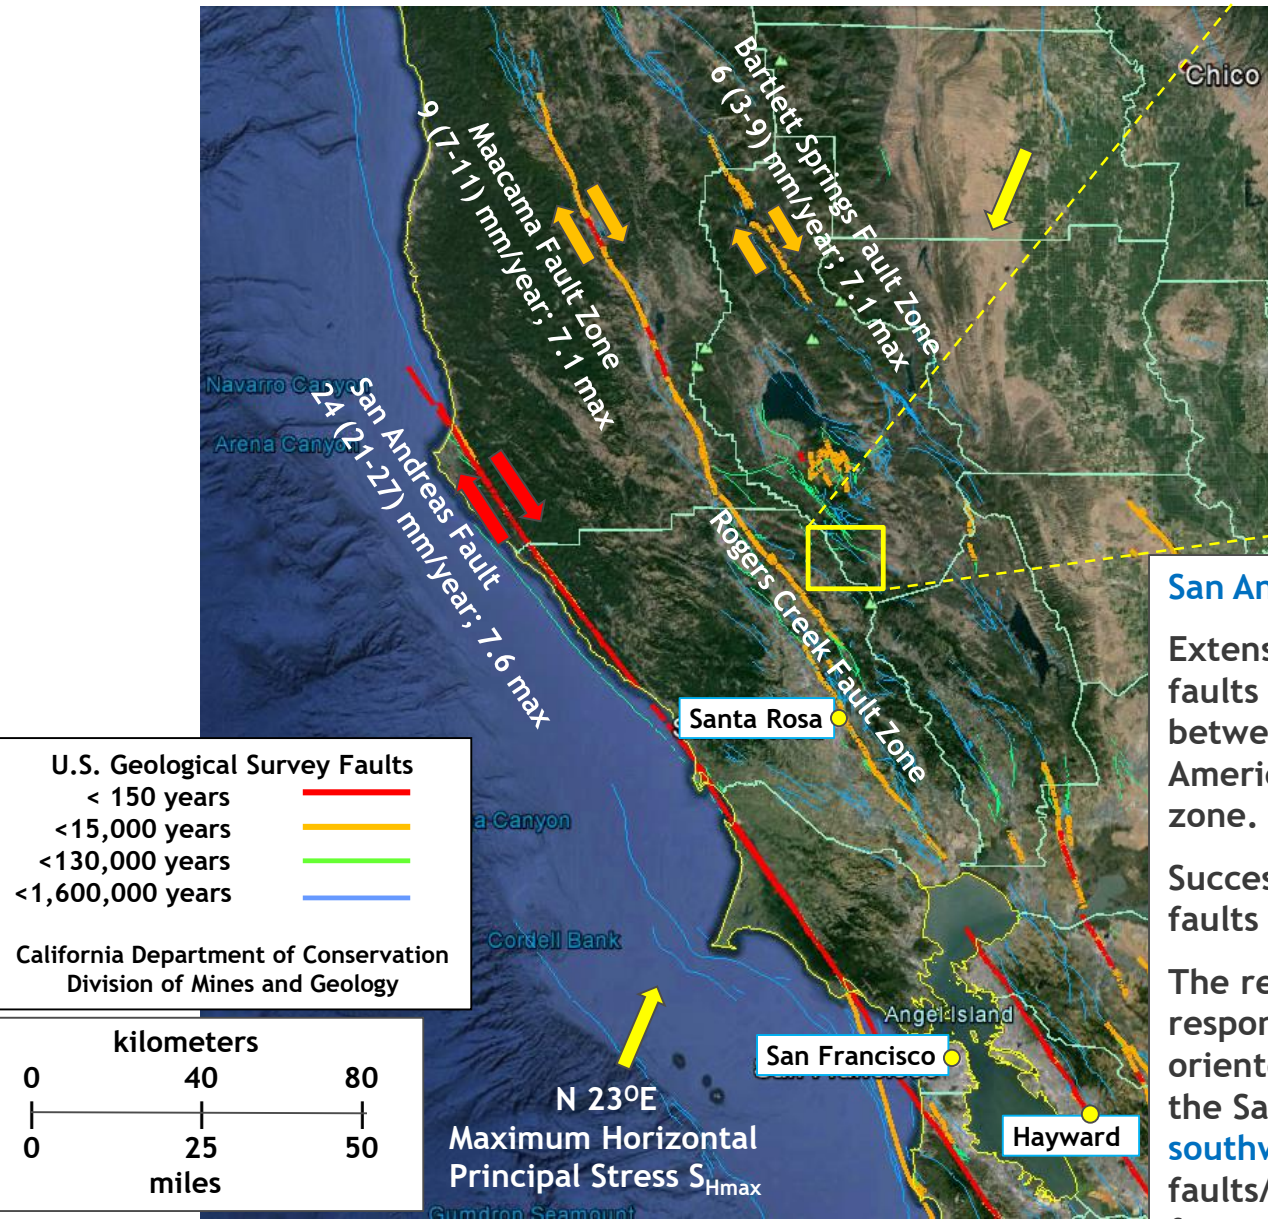 Chico
Bartlett Springs Fault Zone
6 (3-9) mm/year; 7.1 max
Maacama Fault Zone
9 (7-11) mm/year; 7.1 max
Navarro Canyon
Arena Canyon
San Andreas Fault
24 (21-27) mm/year; 7.6 max
Rogers Creek Fault Zone
Santa Rosa
U.S. Geological Survey Faults
< 150 years
<15,000 years
<130,000 years
<1,600,000 years
California Department of Conservation
Division of Mines and Geology
a Canyon
Cordell Bank
Angel Island
San Francisco
Hayward
N 23⁰E
Maximum Horizontal
Principal Stress SHmax
Gumdrop Seamount
kilometers
0 40 80
0 25 50
miles
San An
Extens
faults
betwe
Americ
zone.
Succes
faults
The re
respor
oriente
the Sa
southw
faults/